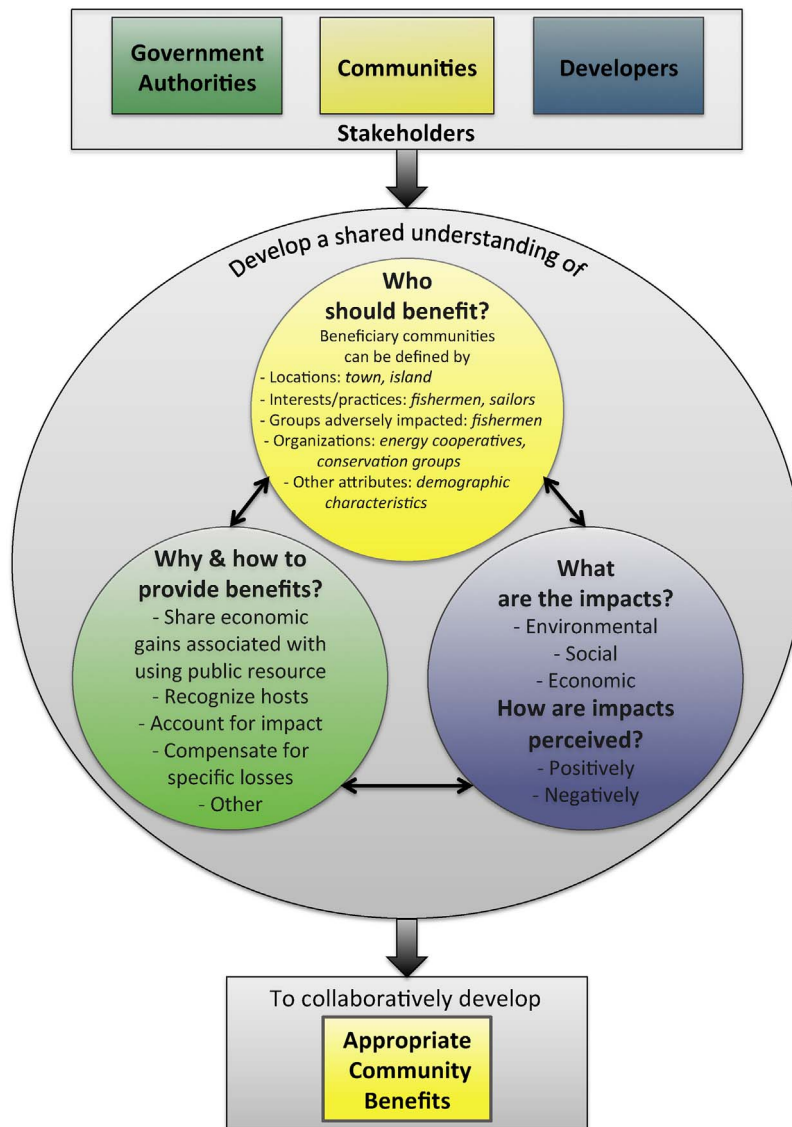 Government
Authorities
Communities
Developers
Stakeholders
Develop a shared understanding of
Who
should benefit?
Beneficiary communities
can be defined by
- Locations: town, island
- Interests/practices: fishermen, sailors
- Groups adversely impacted: fishermen
- Organizations: energy cooperatives,
conservation groups
- Other attributes: demographic
characteristics
Why & how to
provide benefits?
- Share economic
gains associated with
using public resource
- Recognize hosts
- Account for impact
- Compensate for
specific losses
- Other
What
are the impacts?
- Environmental
- Social
- Economic
How are impacts
perceived?
- Positively
- Negatively
To collaboratively develop
Appropriate
Community
Benefits